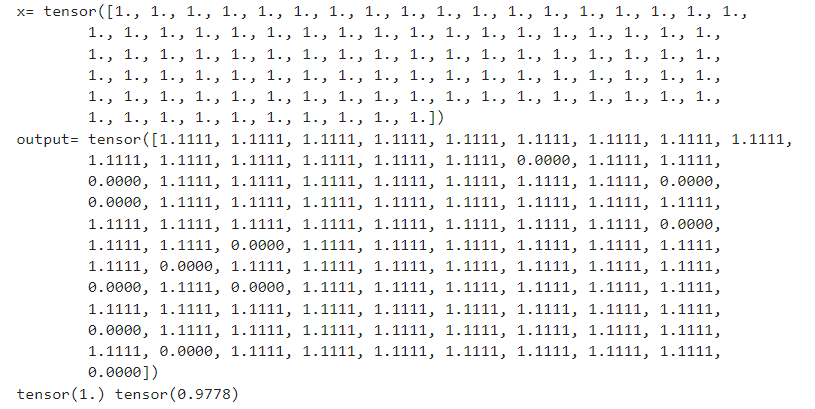 x= tensor([1., 1., 1., 1., 1., 1., 1., 1., 1., 1., 1., 1., 1., 1., 1., 1., 1., 1.,
1., 1., 1., 1., 1., 1., 1., 1., 1., 1., 1., 1., 1., 1., 1., 1., 1., 1.,
1., 1., 1., 1., 1., 1., 1., 1., 1., 1., 1., 1., 1., 1., 1., 1., 1., 1.,
1., 1., 1., 1., 1., 1., 1., 1., 1., 1., 1., 1., 1., 1., 1., 1., 1., 1.,
1., 1., 1., 1., 1., 1., 1., 1., 1., 1., 1., 1., 1., 1., 1., 1., 1., 1.,
1., 1., 1., 1., 1., 1., 1., 1., 1., 1.])
output= tensor([1.1111, 1.1111, 1.1111, 1.1111, 1.1111, 1.1111, 1.1111, 1.1111, 1.1111,
1.1111, 1.1111, 1.1111, 1.1111, 1.1111, 1.1111, 0.0000, 1.1111, 1.1111,
0.0000, 1.1111, 1.1111, 1.1111, 1.1111, 1.1111, 1.1111, 1.1111, 0.0000,
0.0000, 1.1111, 1.1111, 1.1111, 1.1111, 1.1111, 1.1111, 1.1111, 1.1111,
1.1111, 1.1111, 1.1111, 1.1111, 1.1111, 1.1111, 1.1111, 1.1111, 0.0000,
1.1111, 1.1111, 0.0000, 1.1111, 1.1111, 1.1111, 1.1111, 1.1111, 1.1111,
1.1111, 0.0000, 1.1111, 1.1111, 1.1111, 1.1111, 1.1111, 1.1111, 1.1111,
0.0000, 1.1111, 0.0000, 1.1111, 1.1111, 1.1111, 1.1111, 1.1111, 1.1111,
1.1111, 1.1111, 1.1111, 1.1111, 1.1111, 1.1111, 1.1111, 1.1111, 1.1111,
0.0000, 1.1111, 1.1111, 1.1111, 1.1111, 1.1111, 1.1111, 1.1111, 1.1111,
1.1111, 0.0000, 1.1111, 1.1111, 1.1111, 1.1111, 1.1111, 1.1111, 1.1111,
0.0000])
tensor(1.) tensor(0.9778)